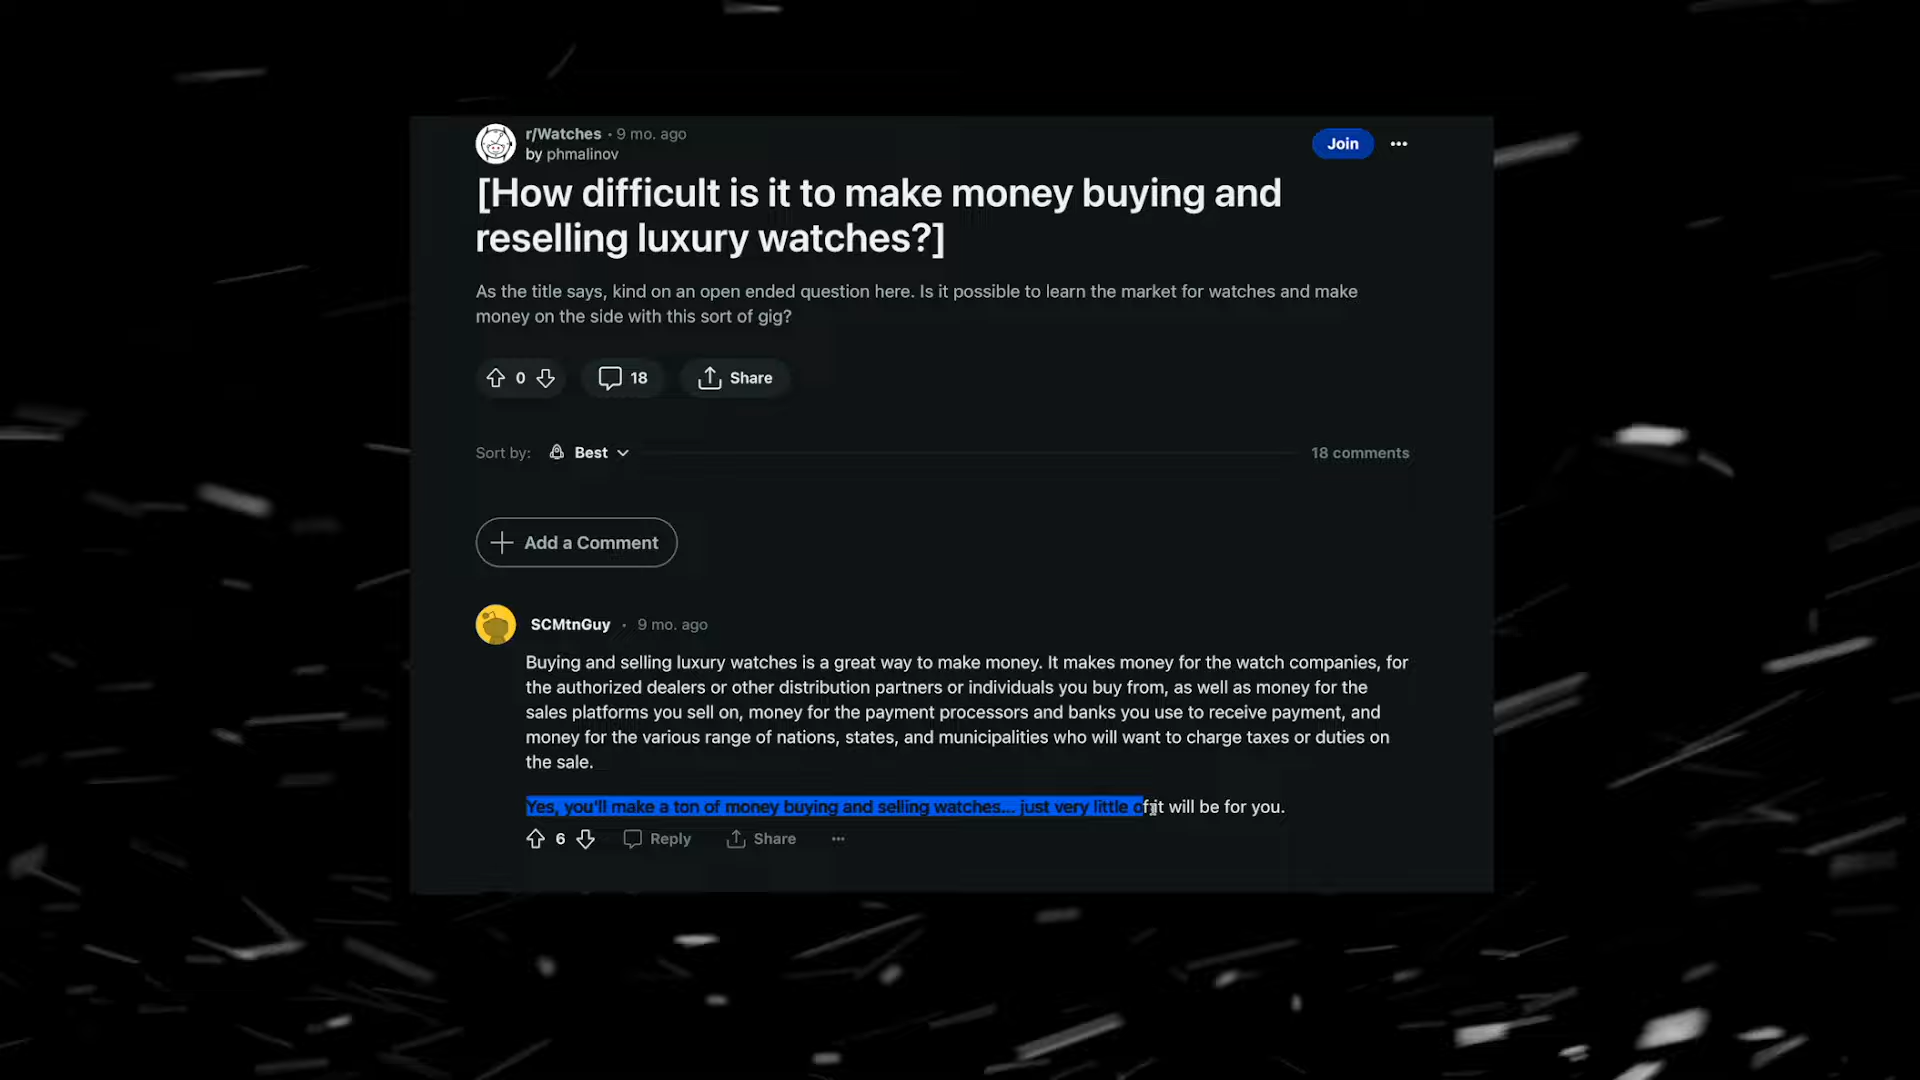 r/Watches • 9 mo. ago
by phmalinov
Join
[How difficult is it to make money buying and
reselling luxury watches?]
As the title says, kind on an open ended question here. Is it possible to learn the market for watches and make
money on the side with this sort of gig?
0
18
Share
Sort by: Best
18 comments
Add a Comment
SCMtnGuy • 9 mo. ago
Buying and selling luxury watches is a great way to make money. It makes money for the watch companies, for
the authorized dealers or other distribution partners or individuals you buy from, as well as money for the
sales platforms you sell on, money for the payment processors and banks you use to receive payment, and
money for the various range of nations, states, and municipalities who will want to charge taxes or duties on
the sale.
Yes, you'll make a ton of money buying and selling watches... just very little of it will be for you.
6 Reply Share